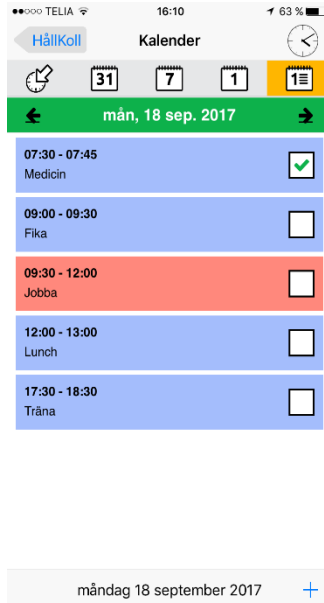 TELIA 16:10 63 %
HållKoll Kalender
31 7 1 1
mån, 18 sep. 2017
07:30 - 07:45
Medicin
09:00 - 09:30
Fika
09:30 - 12:00
Jobba
12:00 - 13:00
Lunch
17:30 - 18:30
Träna
måndag 18 september 2017 +